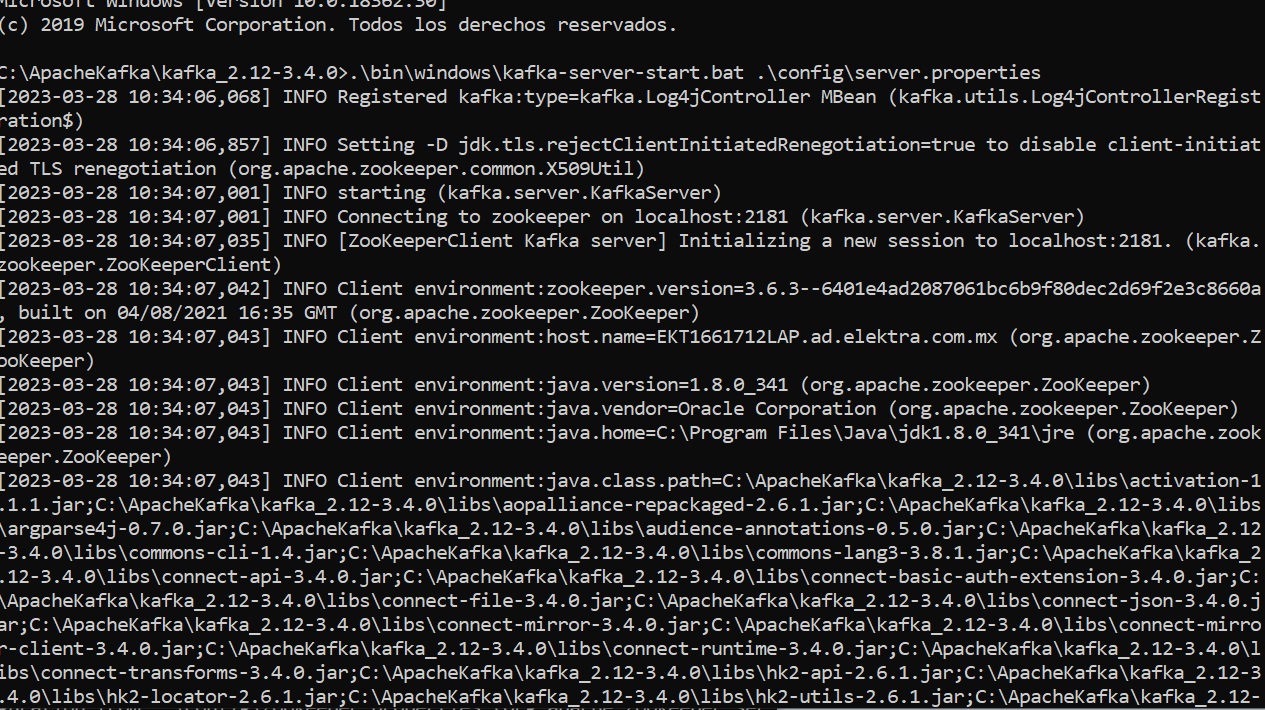 Microsoft Windows [Versión 10.0.18362.30]
(c) 2019 Microsoft Corporation. Todos los derechos reservados.
C:\ApacheKafka\kafka_2.12-3.4.0>.\bin\windows\kafka-server-start.bat .\config\server.properties
[2023-03-28 10:34:06,068] INFO Registered kafka:type=kafka.Log4jController MBean (kafka.utils.Log4jControllerRegist
ration$)
[2023-03-28 10:34:06,857] INFO Setting -D jdk.tls.rejectClientInitiatedRenegotiation=true to disable client-initiat
ed TLS renegotiation (org.apache.zookeeper.common.X509Util)
[2023-03-28 10:34:07,001] INFO starting (kafka.server.KafkaServer)
[2023-03-28 10:34:07,001] INFO Connecting to zookeeper on localhost:2181 (kafka.server.KafkaServer)
[2023-03-28 10:34:07,035] INFO [ZooKeeperClient Kafka server] Initializing a new session to localhost:2181. (kafka.
zookeeper.ZooKeeperClient)
[2023-03-28 10:34:07,042] INFO Client environment:zookeeper.version=3.6.3--6401e4ad2087061bc6b9f80dec2d69f2e3c8660a
, built on 04/08/2021 16:35 GMT (org.apache.zookeeper.ZooKeeper)
[2023-03-28 10:34:07,043] INFO Client environment:host.name=EKT1661712LAP.ad.elektra.com.mx (org.apache.zookeeper.Z
ooKeeper)
[2023-03-28 10:34:07,043] INFO Client environment:java.version=1.8.0_341 (org.apache.zookeeper.ZooKeeper)
[2023-03-28 10:34:07,043] INFO Client environment:java.vendor=Oracle Corporation (org.apache.zookeeper.ZooKeeper)
[2023-03-28 10:34:07,043] INFO Client environment:java.home=C:\Program Files\Java\jdk1.8.0_341\jre (org.apache.zook
eeper.ZooKeeper)
[2023-03-28 10:34:07,043] INFO Client environment:java.class.path=C:\ApacheKafka\kafka_2.12-3.4.0\libs\activation-1
.1.1.jar;C:\ApacheKafka\kafka_2.12-3.4.0\libs\aopalliance-repackaged-2.6.1.jar;C:\ApacheKafka\kafka_2.12-3.4.0\libs
\argparse4j-0.7.0.jar;C:\ApacheKafka\kafka_2.12-3.4.0\libs\audience-annotations-0.5.0.jar;C:\ApacheKafka\kafka_2.12
-3.4.0\libs\commons-cli-1.4.jar;C:\ApacheKafka\kafka_2.12-3.4.0\libs\commons-lang3-3.8.1.jar;C:\ApacheKafka\kafka_2
.12-3.4.0\libs\connect-api-3.4.0.jar;C:\ApacheKafka\kafka_2.12-3.4.0\libs\connect-basic-auth-extension-3.4.0.jar;C:
\ApacheKafka\kafka_2.12-3.4.0\libs\connect-file-3.4.0.jar;C:\ApacheKafka\kafka_2.12-3.4.0\libs\connect-json-3.4.0.j
ar;C:\ApacheKafka\kafka_2.12-3.4.0\libs\connect-mirror-3.4.0.jar;C:\ApacheKafka\kafka_2.12-3.4.0\libs\connect-mirro
r-client-3.4.0.jar;C:\ApacheKafka\kafka_2.12-3.4.0\libs\connect-runtime-3.4.0.jar;C:\ApacheKafka\kafka_2.12-3.4.0\l
ibs\connect-transforms-3.4.0.jar;C:\ApacheKafka\kafka_2.12-3.4.0\libs\hk2-api-2.6.1.jar;C:\ApacheKafka\kafka_2.12-3
.4.0\libs\hk2-locator-2.6.1.jar;C:\ApacheKafka\kafka_2.12-3.4.0\libs\hk2-utils-2.6.1.jar;C:\ApacheKafka\kafka_2.12-